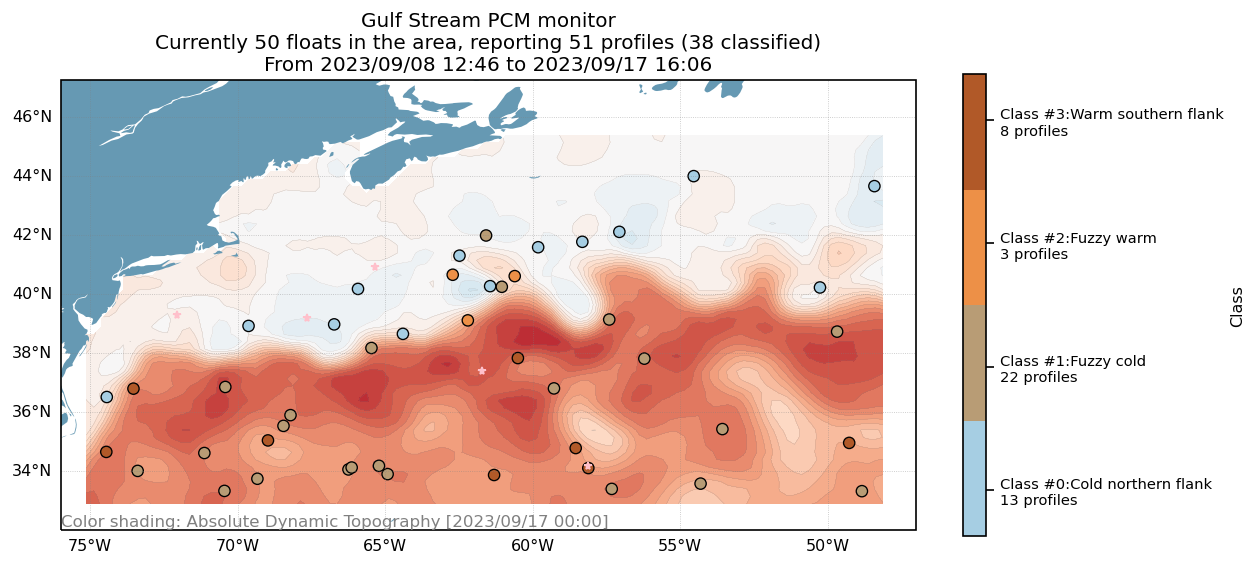 Gulf Stream PCM monitor
Currently 50 floats in the area, reporting 51 profiles (38 classified)
From 2023/09/08 12:46 to 2023/09/17 16:06
46°N
44°N
42°N
40°N
38°N
36°N
34°N
Color shading: Absolute Dynamic Topography [2023/09/17 00:00]
75°W
70°W
65°W
60°W
55°W
50°W
Class #3:Warm southern flank
8 profiles
Class #2:Fuzzy warm
3 profiles
Class #1:Fuzzy cold
22 profiles
Class #0:Cold northern flank
13 profiles
Class